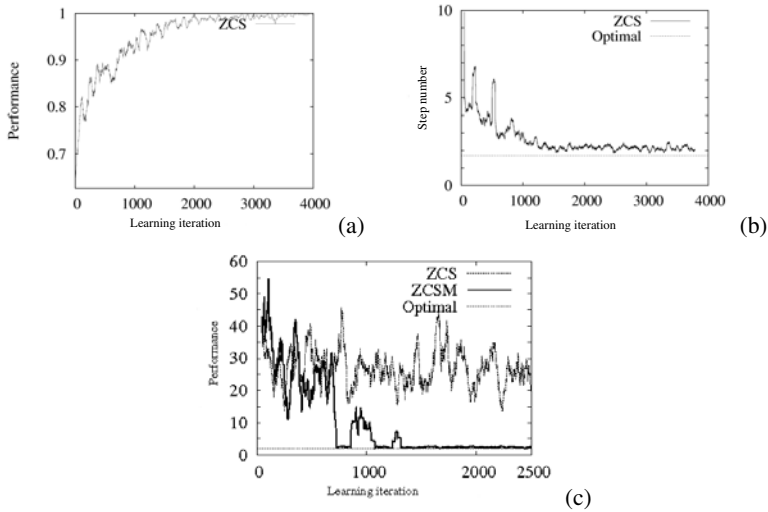 1
0.9
0.8
0.7
Performance
ZCS
0 1000 2000 3000 4000
Learning iteration
(a)
10
5
0
Step number
ZCS
Optimal
0 1000 2000 3000 4000
Learning iteration
(b)
60
50
40
30
20
10
0
Performance
ZCS
ZCSM
Optimal
0 1000 2000 2500
Learning iteration
(c)